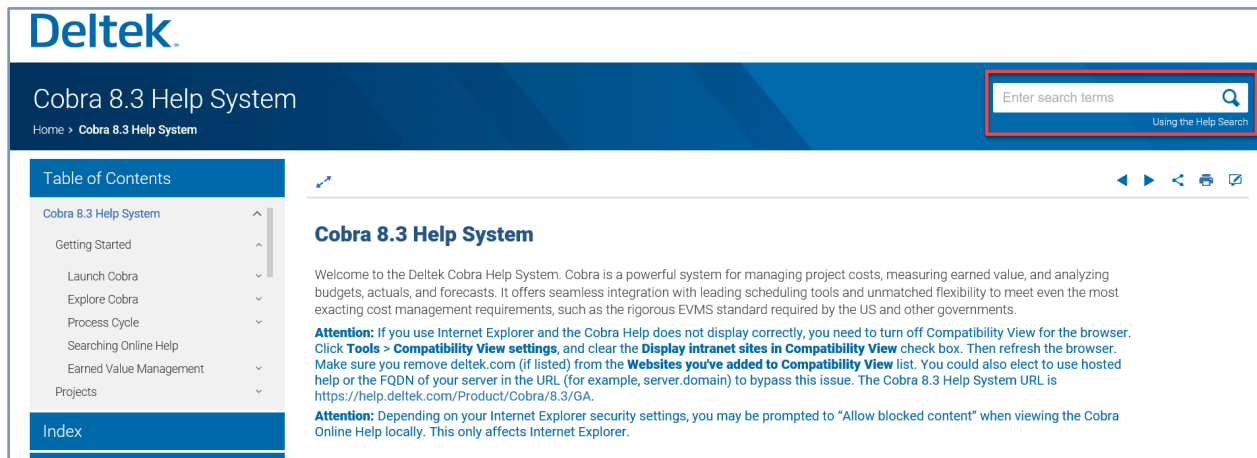 Deltek
Cobra 8.3 Help System
Home > Cobra 8.3 Help System
Enter search terms
Using the Help Search
Table of Contents
Cobra 8.3 Help System
Getting Started
Launch Cobra
Explore Cobra
Process Cycle
Searching Online Help
Earned Value Management
Projects
Index
Cobra 8.3 Help System
Welcome to the Deltek Cobra Help System. Cobra is a powerful system for managing project costs, measuring earned value, and analyzing
budgets, actuals, and forecasts. It offers seamless integration with leading scheduling tools and unmatched flexibility to meet even the most
exacting cost management requirements, such as the rigorous EVMS standard required by the US and other governments.
Attention: If you use Internet Explorer and the Cobra Help does not display correctly, you need to turn off Compatibility View for the browser.
Click Tools > Compatibility View settings, and clear the Display intranet sites in Compatibility View check box. Then refresh the browser.
Make sure you remove deltek.com (if listed) from the Websites you've added to Compatibility View list. You could also elect to use hosted
help or the FQDN of your server in the URL (for example, server.domain) to bypass this issue. The Cobra 8.3 Help System URL is
https://help.deltek.com/Product/Cobra/8.3/GA.
Attention: Depending on your Internet Explorer security settings, you may be prompted to “Allow blocked content” when viewing the Cobra
Online Help locally. This only affects Internet Explorer.